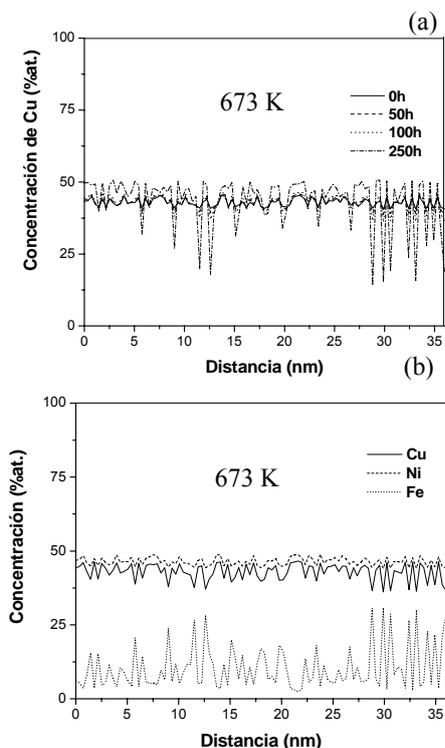 (a)
100
75
50
25
0
Concentración de Cu (%at.)
673 K
0h
50h
100h
250h
0 5 10 15 20 25 30 35
Distancia (nm)
(b)
100
75
50
25
0
Concentración (%at.)
673 K
Cu
Ni
Fe
0 5 10 15 20 25 30 35
Distancia (nm)